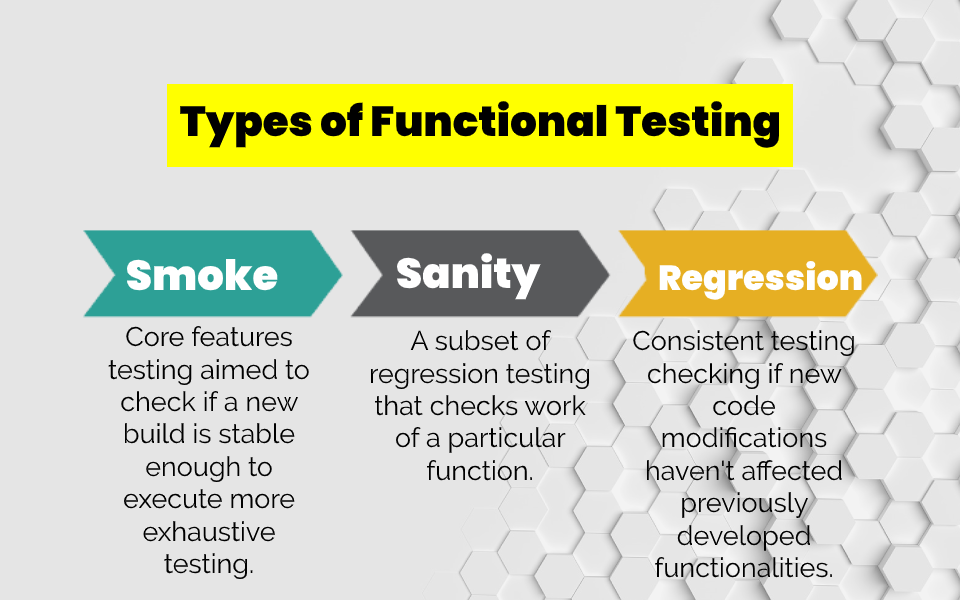 Types of Functional Testing
Smoke
Core features
testing aimed to
check if a new
build is stable
enough to
execute more
exhaustive
testing.
Sanity
A subset of
regression testing
that checks work
of a particular
function.
Regression
Consistent testing
checking if new
code
modifications
haven't affected
previously
developed
functionalities.